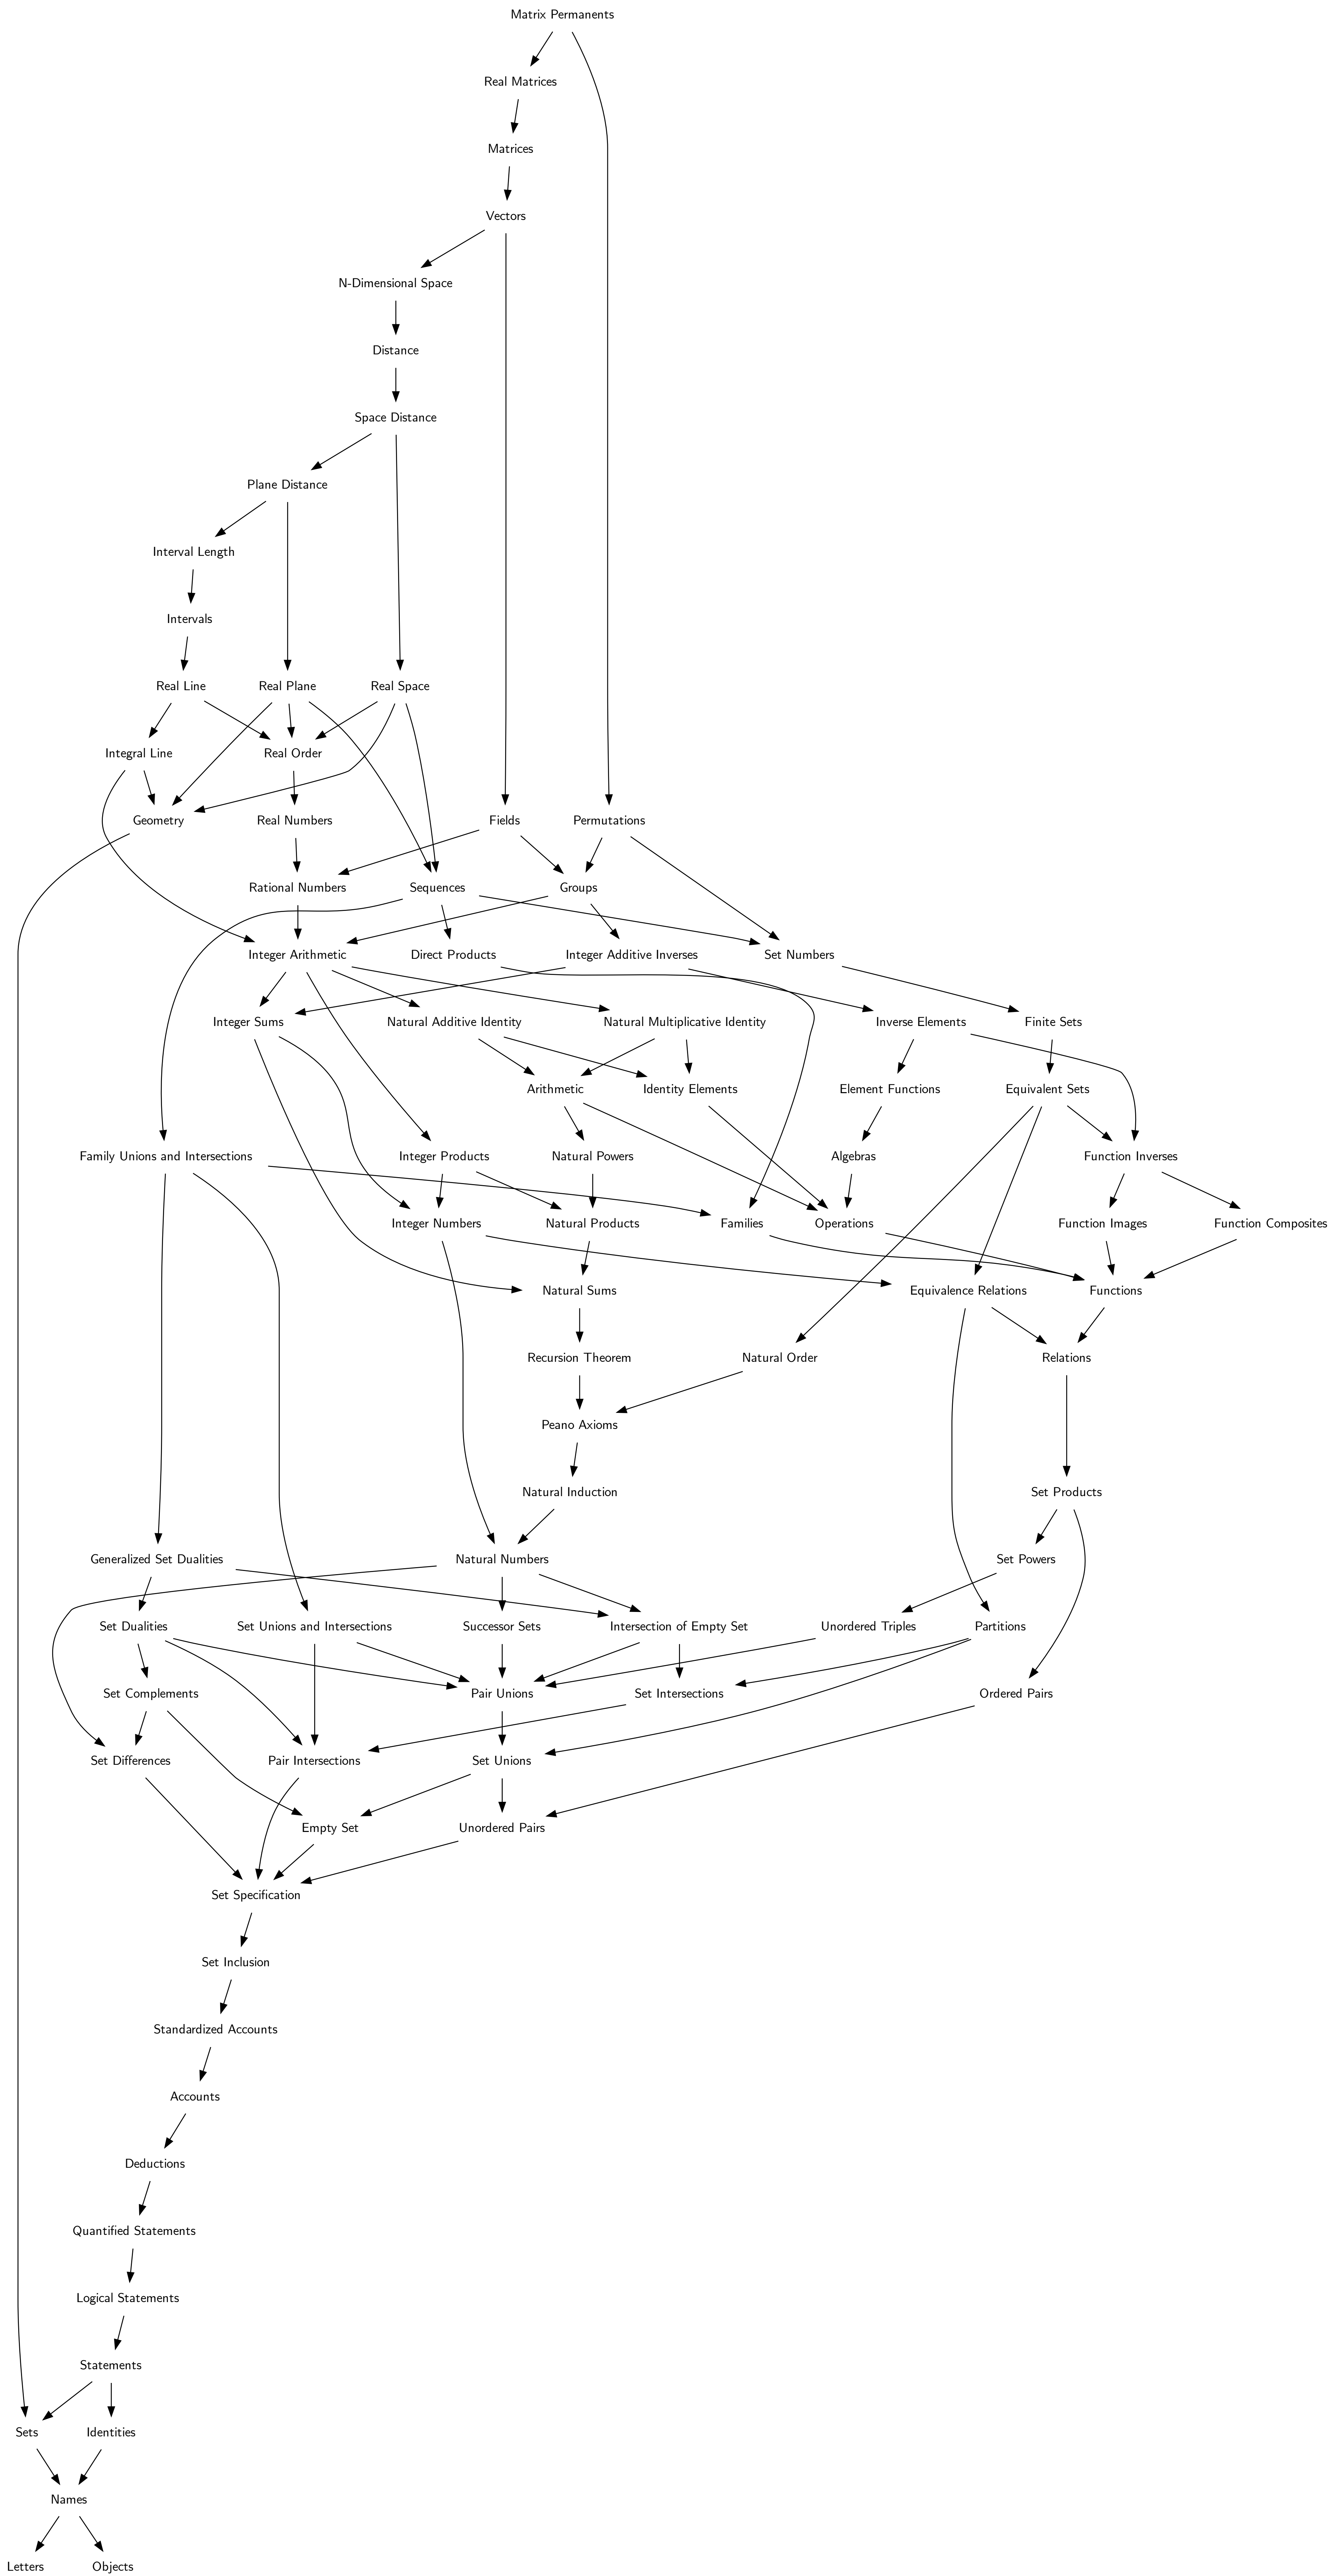 Matrix Permanents
Real Matrices
Matrices
Vectors
N-Dimensional Space
Distance
Space Distance
Plane Distance
Interval Length
Intervals
Real Line
Real Plane
Real Space
Integral Line
Real Order
Geometry
Real Numbers
Fields
Permutations
Rational Numbers
Sequences
Groups
Integer Arithmetic
Direct Products
Integer Additive Inverses
Set Numbers
Integer Sums
Natural Additive Identity
Natural Multiplicative Identity
Inverse Elements
Finite Sets
Arithmetic
Identity Elements
Element Functions
Equivalent Sets
Family Unions and Intersections
Integer Products
Natural Powers
Algebras
Function Inverses
Integer Numbers
Natural Products
Families
Operations
Function Images
Function Composites
Natural Sums
Equivalence Relations
Functions
Recursion Theorem
Natural Order
Relations
Peano Axioms
Natural Induction
Set Products
Generalized Set Dualities
Natural Numbers
Set Powers
Set Dualities
Set Unions and Intersections
Successor Sets
Intersection of Empty Set
Unordered Triples
Partitions
Set Complements
Pair Unions
Set Intersections
Ordered Pairs
Set Differences
Pair Intersections
Set Unions
Empty Set
Unordered Pairs
Set Specification
Set Inclusion
Standardized Accounts
Accounts
Deductions
Quantified Statements
Logical Statements
Statements
Sets
Identities
Names
Letters
Objects